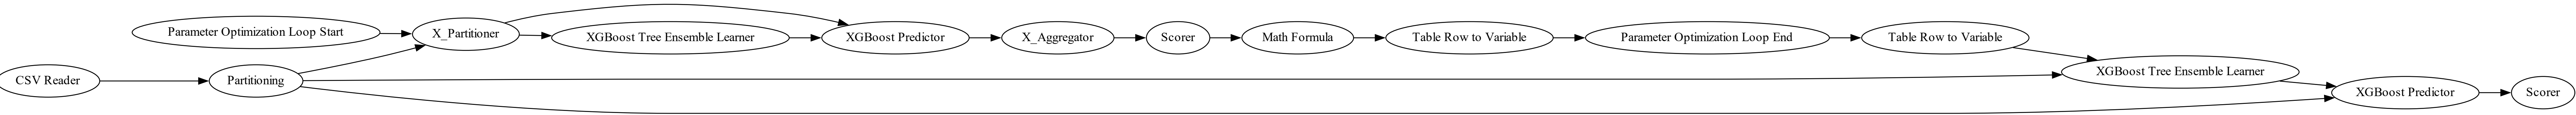 Parameter Optimization Loop Start
X_Partitioner
XGBoost Tree Ensemble Learner
XGBoost Predictor
X_Aggregator
Scorer
Math Formula
Table Row to Variable
Parameter Optimization Loop End
Table Row to Variable
CSV Reader
Partitioning
XGBoost Tree Ensemble Learner
XGBoost Predictor
Scorer